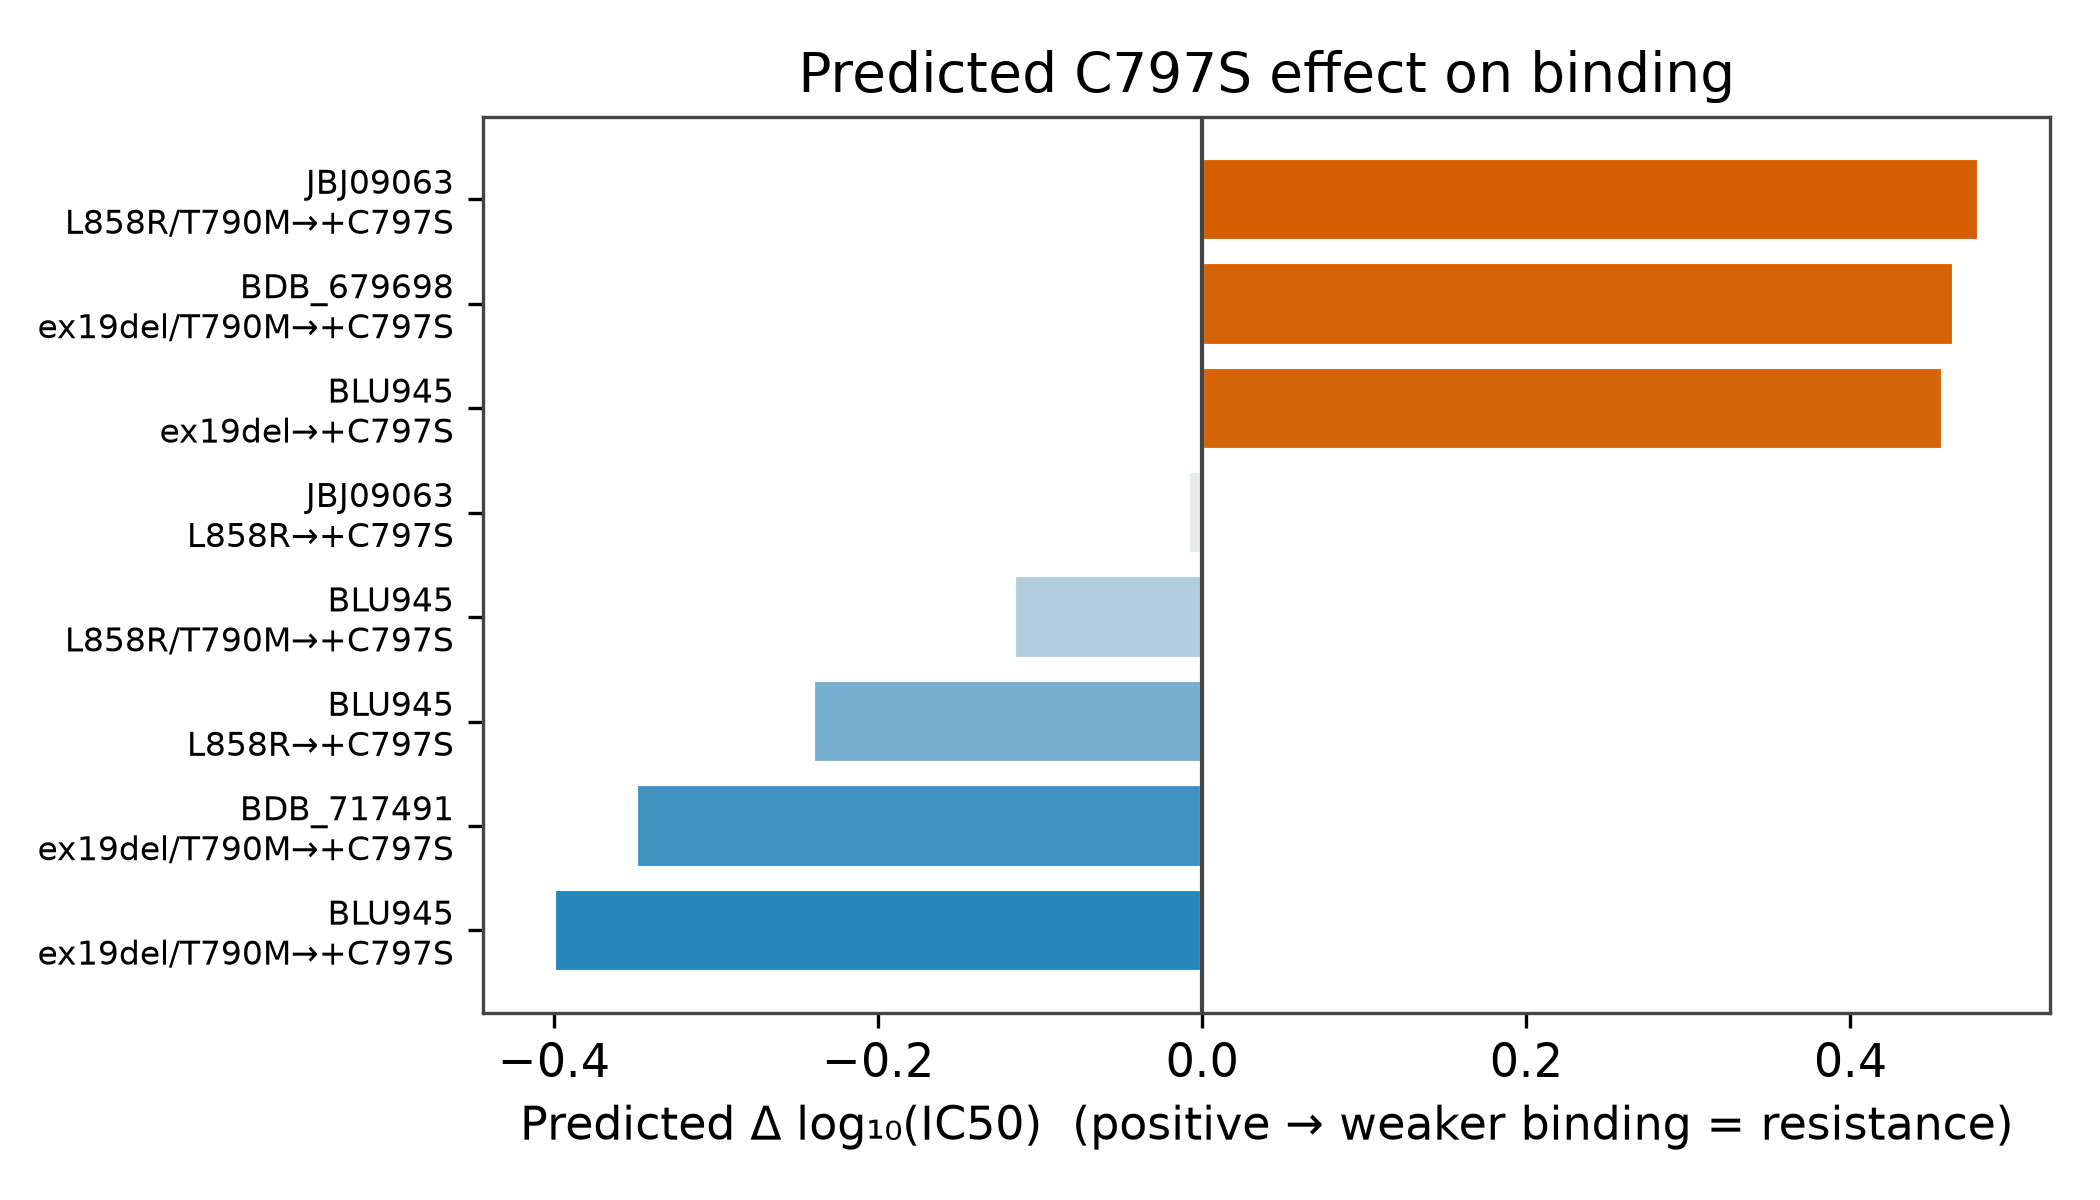 Predicted C797S effect on binding
JBJ09063
L858R/T790M→+C797S
BDB_679698
ex19del/T790M→+C797S
BLU945
ex19del→+C797S
JBJ09063
L858R→+C797S
BLU945
L858R/T790M→+C797S
BLU945
L858R→+C797S
BDB_717491
ex19del/T790M→+C797S
BLU945
ex19del/T790M→+C797S
−0.4 −0.2 0.0 0.2 0.4
Predicted Δ log₁₀(IC50) (positive → weaker binding = resistance)